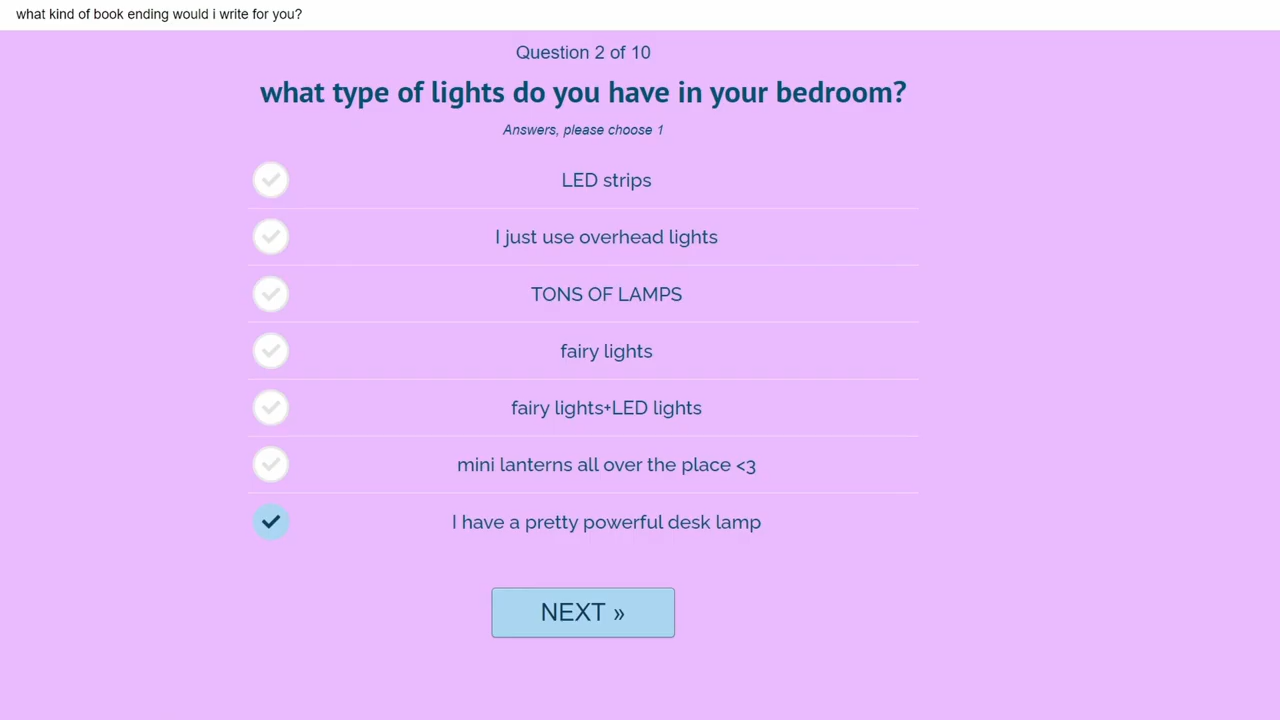 what kind of book ending would i write for you?
Question 2 of 10
what type of lights do you have in your bedroom?
Answers, please choose 1
LED strips
I just use overhead lights
TONS OF LAMPS
fairy lights
fairy lights+LED lights
mini lanterns all over the place <3
I have a pretty powerful desk lamp
NEXT »